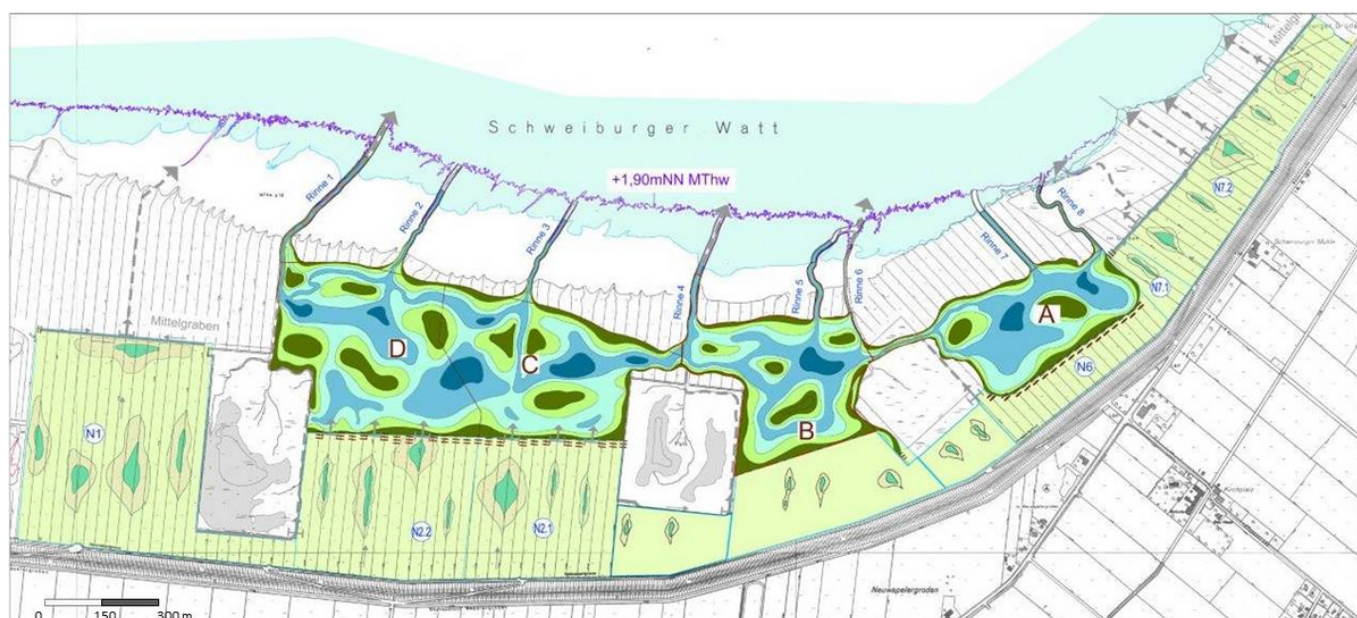 Schweiburger Watt
+1,90mNN MThw
Rinne 1
Rinne 2
Rinne 3
Rinne 4
Rinne 5
Rinne 6
Rinne 7
Rinne 8
Mittelgraben
A
B
C
D
N1
N2.2
N2.1
N6
N7.1
N7.2
Kirchplatz
Neuwapelergroden
0 150 300 m